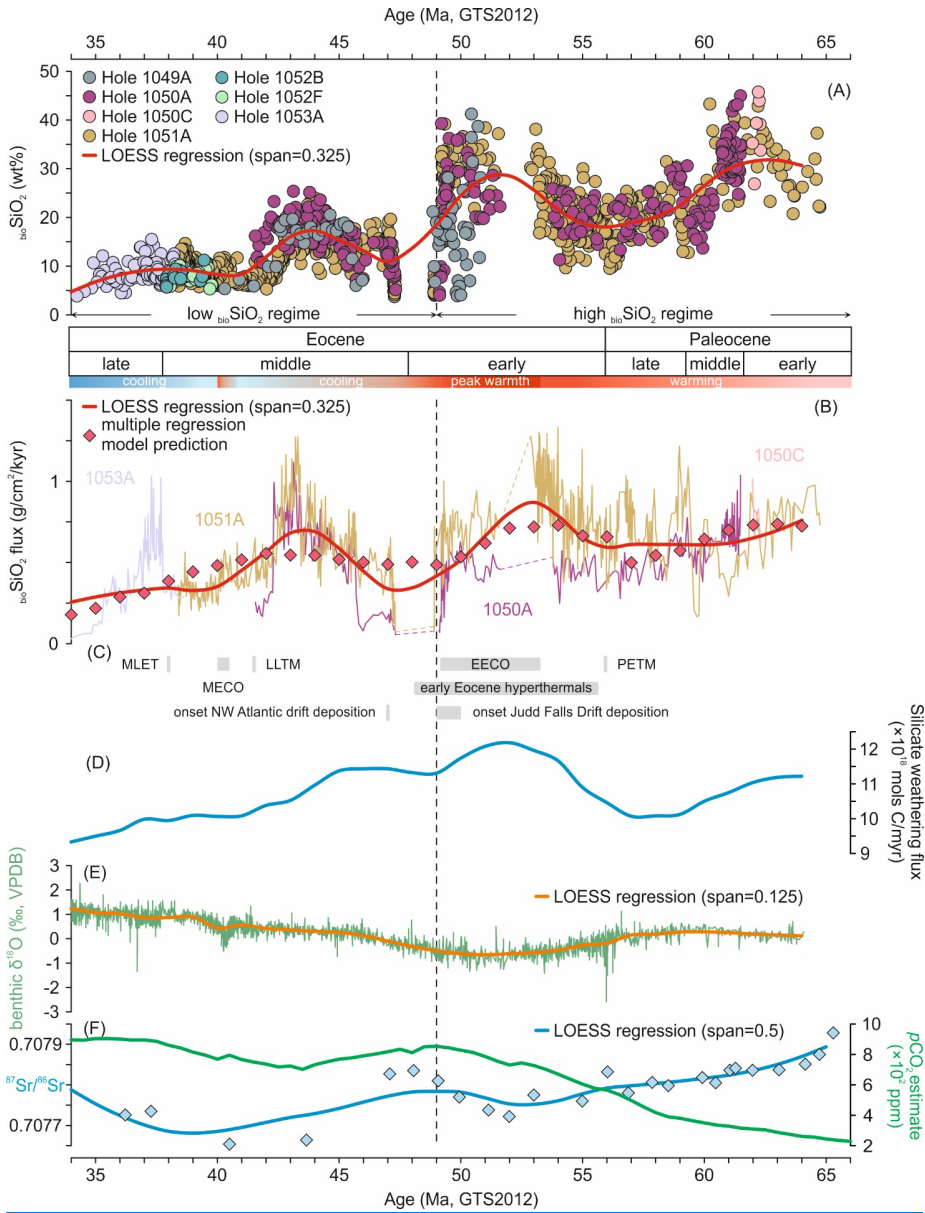 Age (Ma, GTS2012)
35 40 45 50 55 60 65
50
40
30
20
10
0
bioSiO2 (wt%)
(A)
Hole 1049A
Hole 1050A
Hole 1050C
Hole 1051A
Hole 1052B
Hole 1052F
Hole 1053A
LOESS regression (span=0.325)
low bioSiO2 regime
high bioSiO2 regime
Eocene
Paleocene
late
middle
early
late
middle
early
cooling
cooling
peak warmth
warming
LOESS regression (span=0.325)
multiple regression
model prediction
(B)
1
0
bioSiO2 flux (g/cm2/kyr)
1053A
1051A
1050A
1050C
(C)
MLET
LLTM
EECO
PETM
MECO
early Eocene hyperthermals
onset NW Atlantic drift deposition
onset Judd Falls Drift deposition
(D)
12
11
10
9
Silicate weathering flux
(×10¹⁸ mols C/myr)
(E)
LOESS regression (span=0.125)
3
2
1
0
-1
-2
-3
benthic δ¹⁸O (‰, VPDB)
(F)
LOESS regression (span=0.5)
0.7079
⁸⁷Sr/⁸⁶Sr
0.7077
10
8
6
4
2
pCO2 estimate
(×10² ppm)
35 40 45 50 55 60 65
Age (Ma, GTS2012)